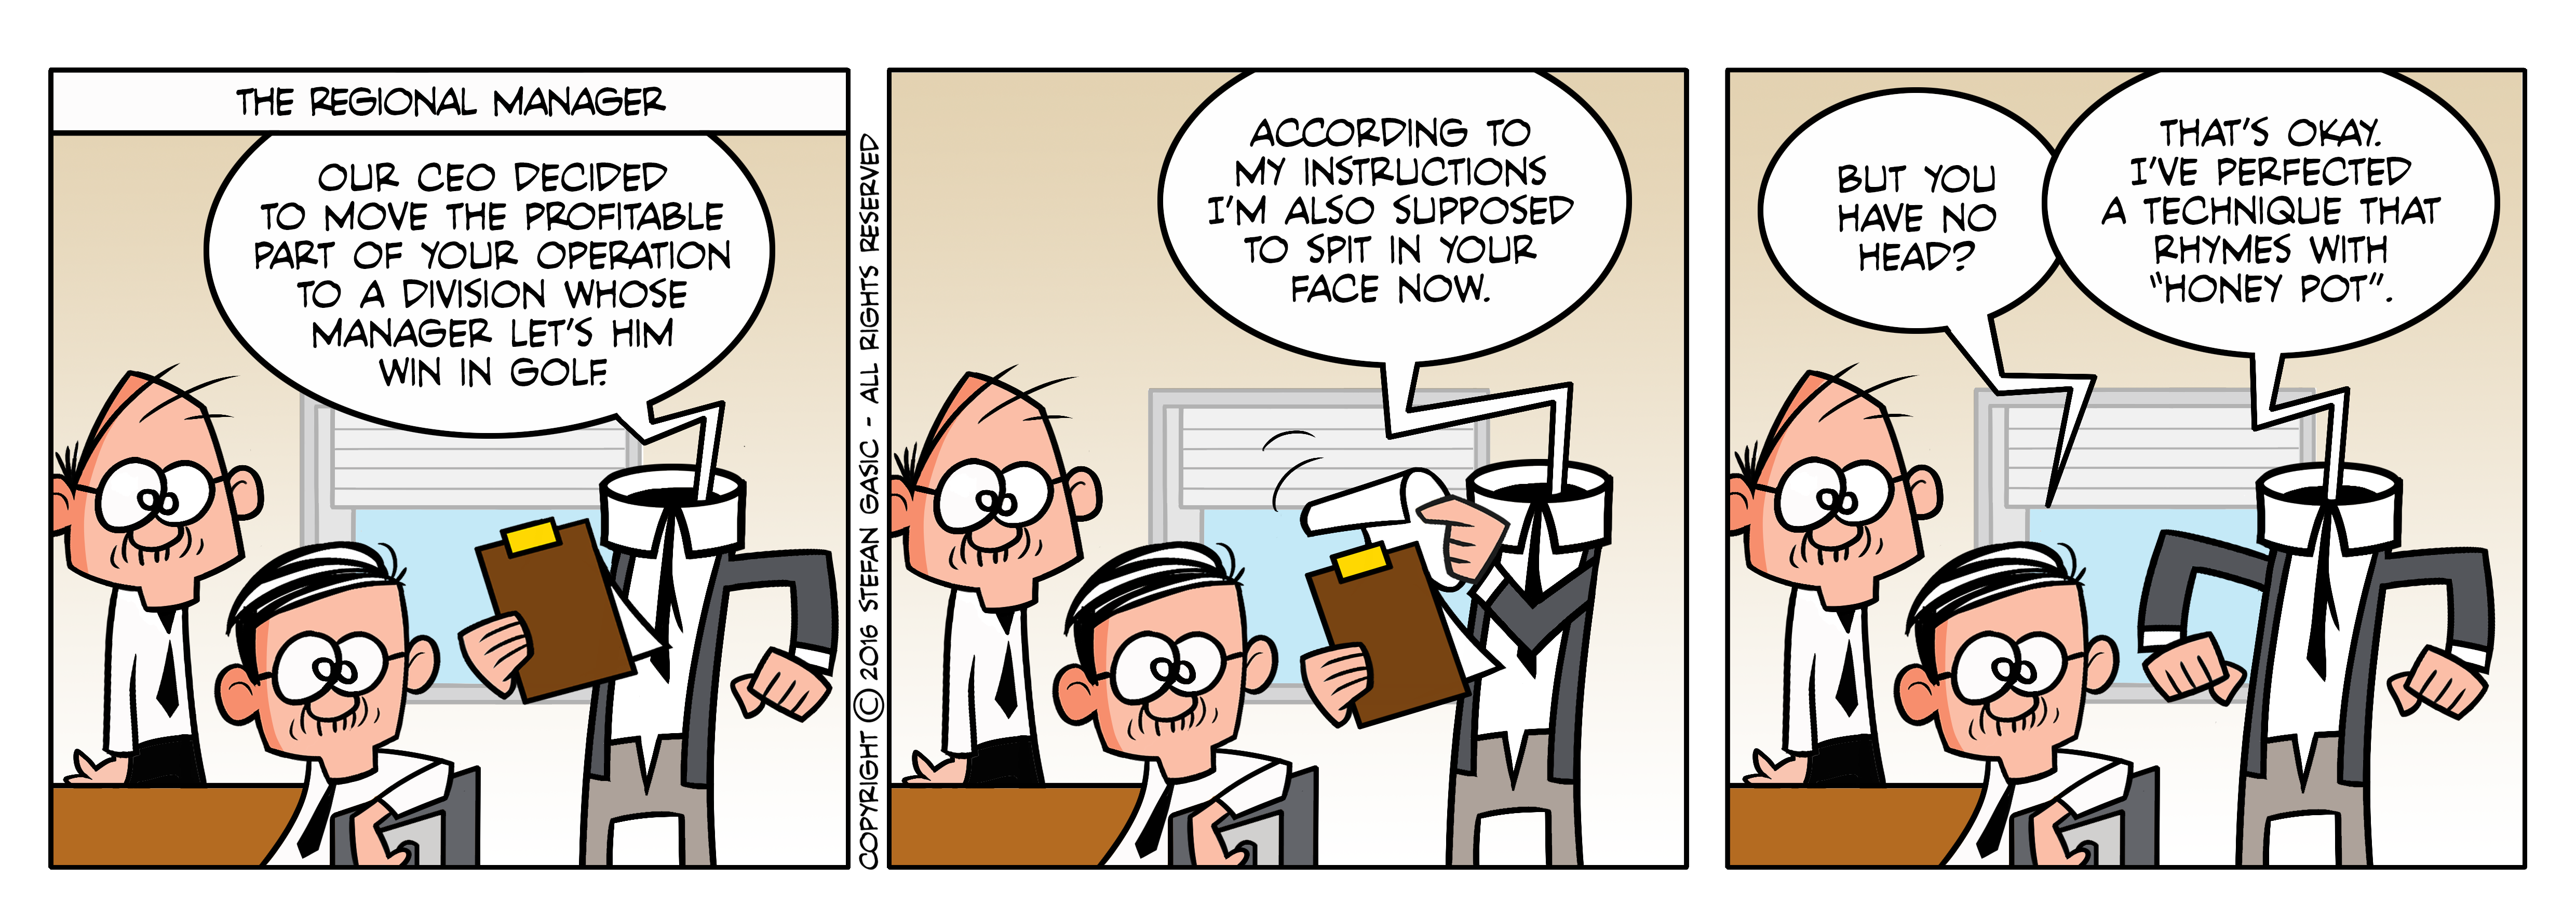 THE REGIONAL MANAGER
OUR CEO DECIDED
TO MOVE THE PROFITABLE
PART OF YOUR OPERATION
TO A DIVISION WHOSE
MANAGER LET'S HIM
WIN IN GOLF.
COPYRIGHT © 2016 STEFAN GASIC - ALL RIGHTS RESERVED
ACCORDING TO
MY INSTRUCTIONS
I'M ALSO SUPPOSED
TO SPIT IN YOUR
FACE NOW.
BUT YOU
HAVE NO
HEAD?
THAT'S OKAY.
I'VE PERFECTED
A TECHNIQUE THAT
RHYMES WITH
"HONEY POT".